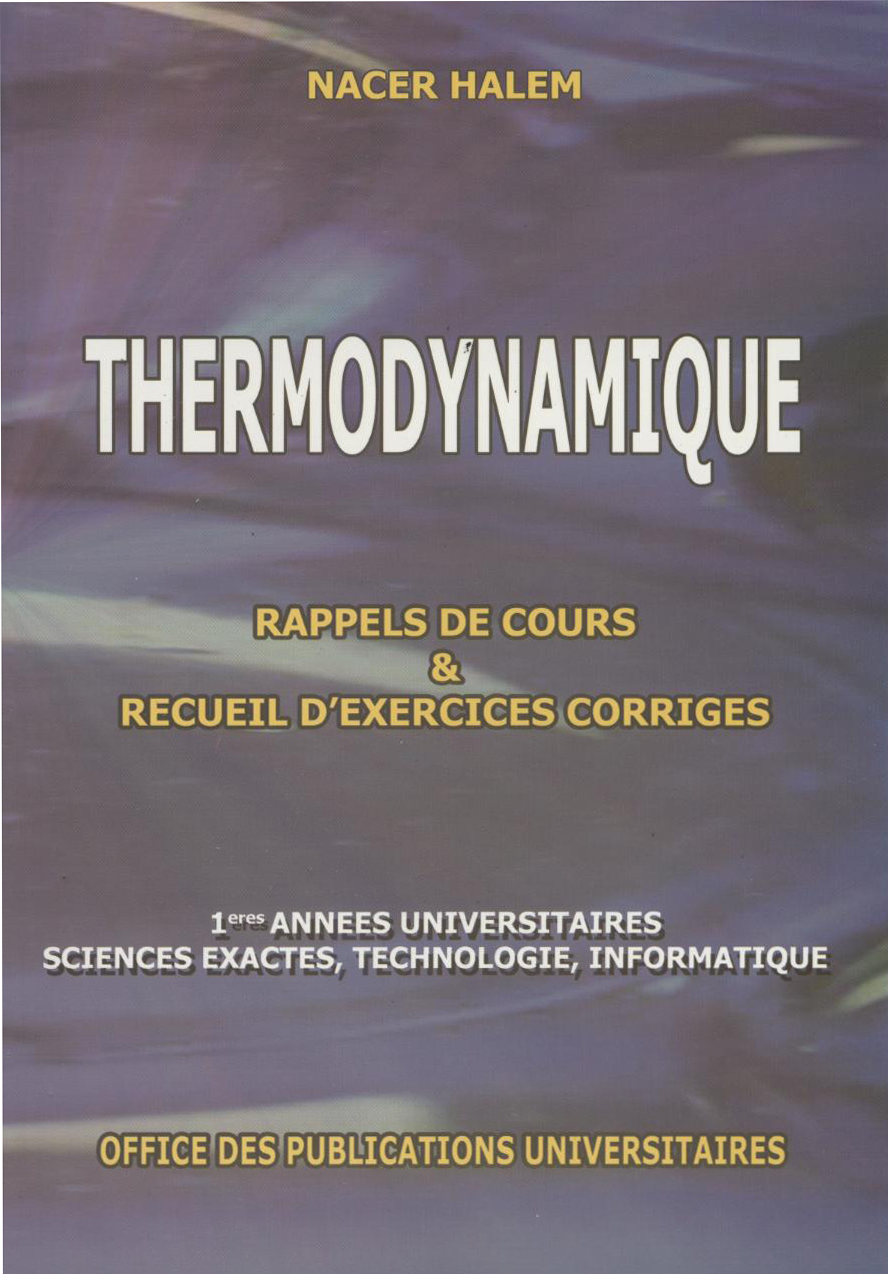 NACER HALEM
THERMODYNAMIQUE
RAPPELS DE COURS
&
RECUEIL D'EXERCICES CORRIGES
1eres ANNEES UNIVERSITAIRES
SCIENCES EXACTES, TECHNOLOGIE, INFORMATIQUE
OFFICE DES PUBLICATIONS UNIVERSITAIRES